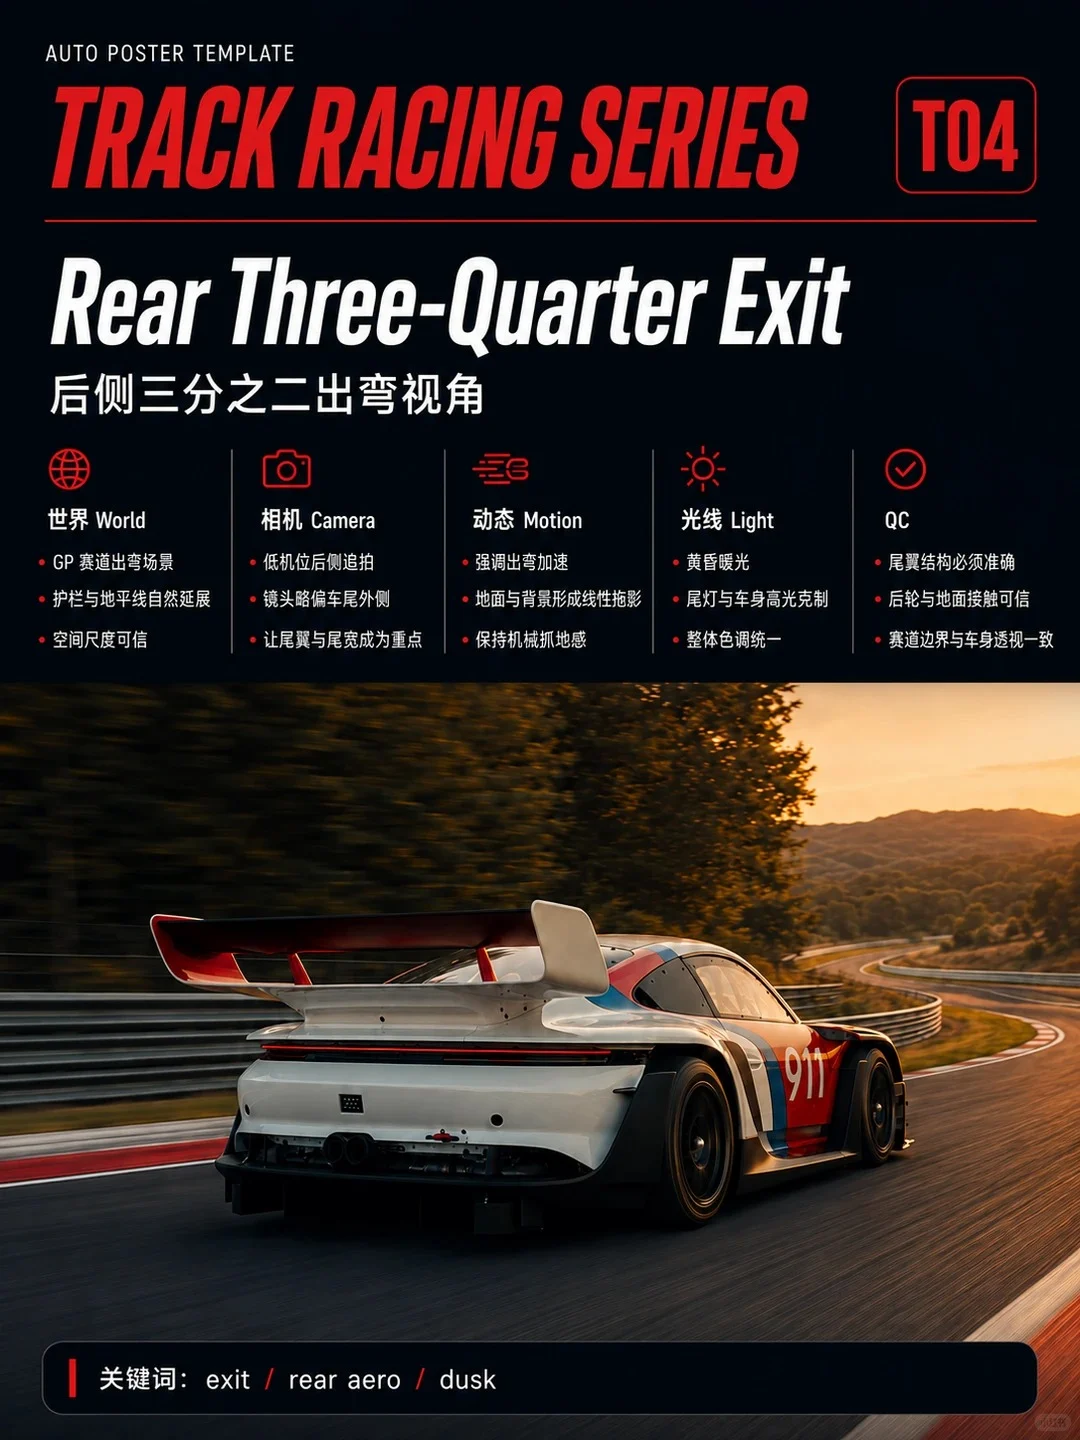 AUTO POSTER TEMPLATE
TRACK RACING SERIES
T04
Rear Three-Quarter Exit
后侧三分之二出弯视角
世界 World
GP 赛道出弯场景
护栏与地平线自然延展
空间尺度可信
相机 Camera
低机位后侧追拍
镜头略偏车尾外侧
让尾翼与尾宽成为重点
动态 Motion
强调出弯加速
地面与背景形成线性拖影
保持机械抓地感
光线 Light
黄昏暖光
尾灯与车身高光克制
整体色调统一
QC
尾翼结构必须准确
后轮与地面接触可信
赛道边界与车身透视一致
911
关键词：exit / rear aero / dusk